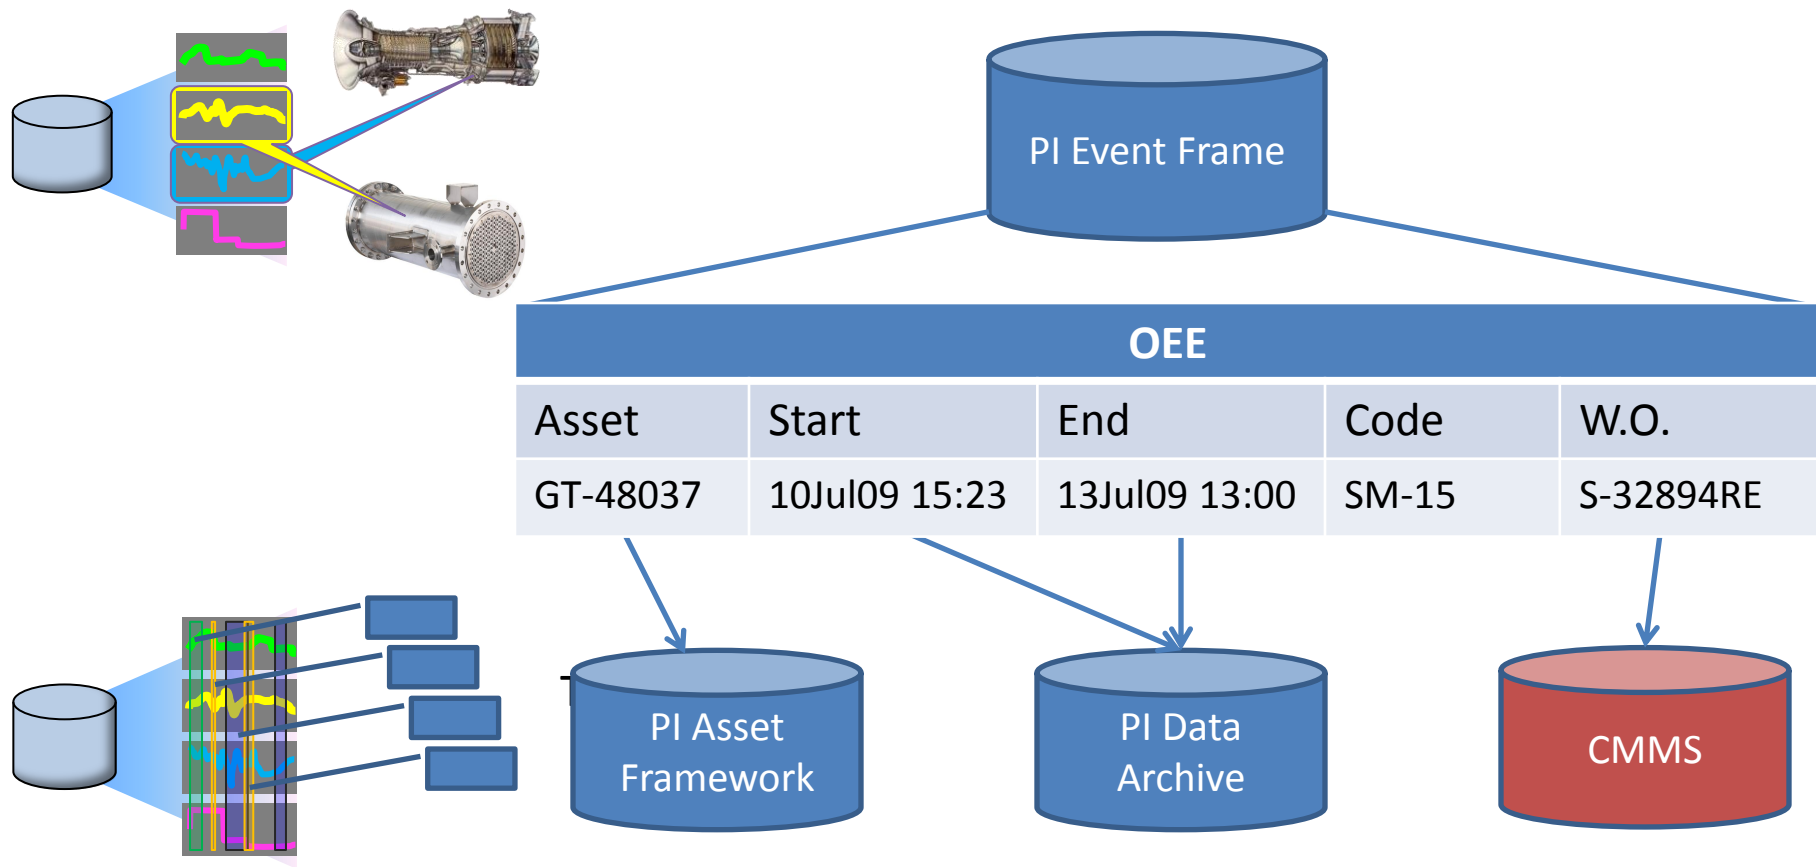 PI Event Frame
OEE
Asset Start End Code W.O.
GT-48037 10Jul09 15:23 13Jul09 13:00 SM-15 S-32894RE
PI Asset
Framework
PI Data
Archive
CMMS